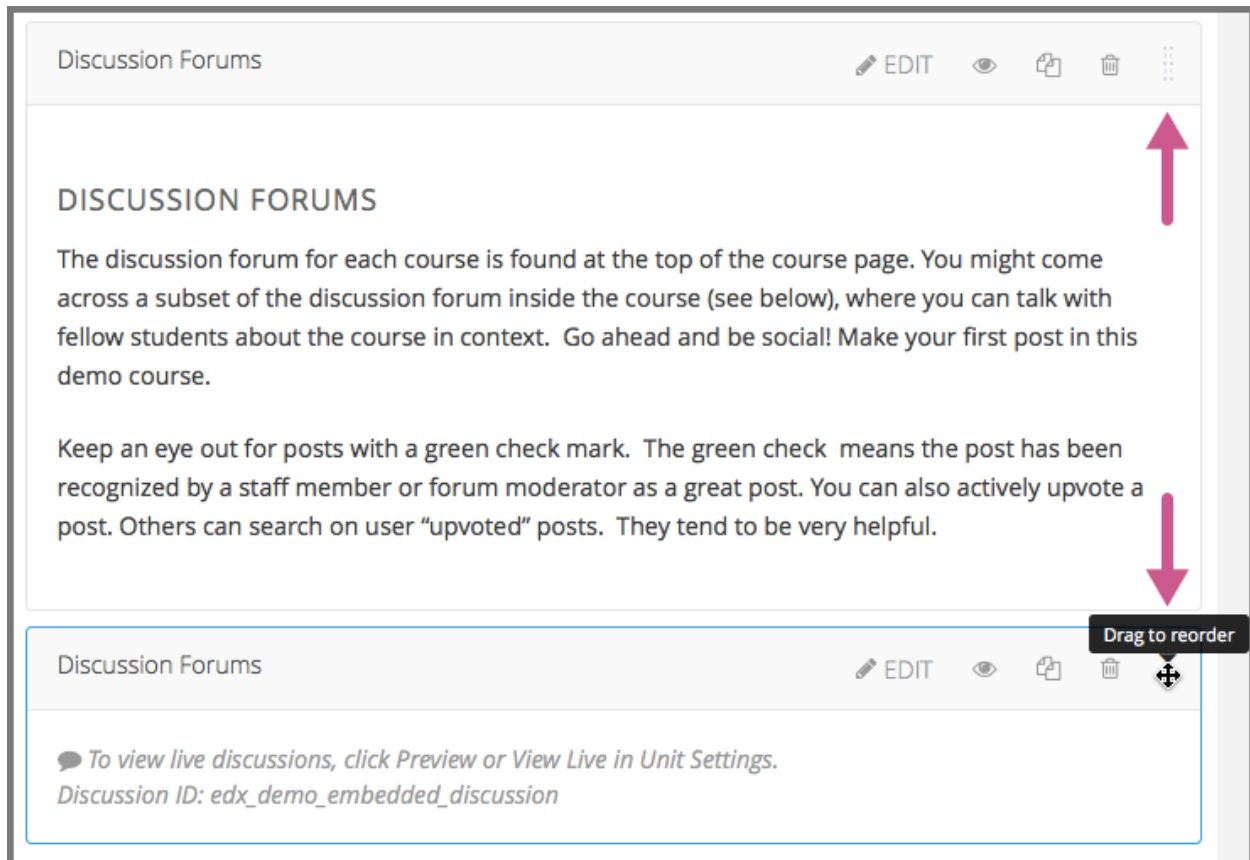 Discussion Forums
EDIT
DISCUSSION FORUMS
The discussion forum for each course is found at the top of the course page. You might come
across a subset of the discussion forum inside the course (see below), where you can talk with
fellow students about the course in context.  Go ahead and be social! Make your first post in this
demo course.
Keep an eye out for posts with a green check mark.  The green check  means the post has been
recognized by a staff member or forum moderator as a great post. You can also actively upvote a
post. Others can search on user “upvoted” posts.  They tend to be very helpful.
Drag to reorder
Discussion Forums
EDIT
To view live discussions, click Preview or View Live in Unit Settings.
Discussion ID: edx_demo_embedded_discussion